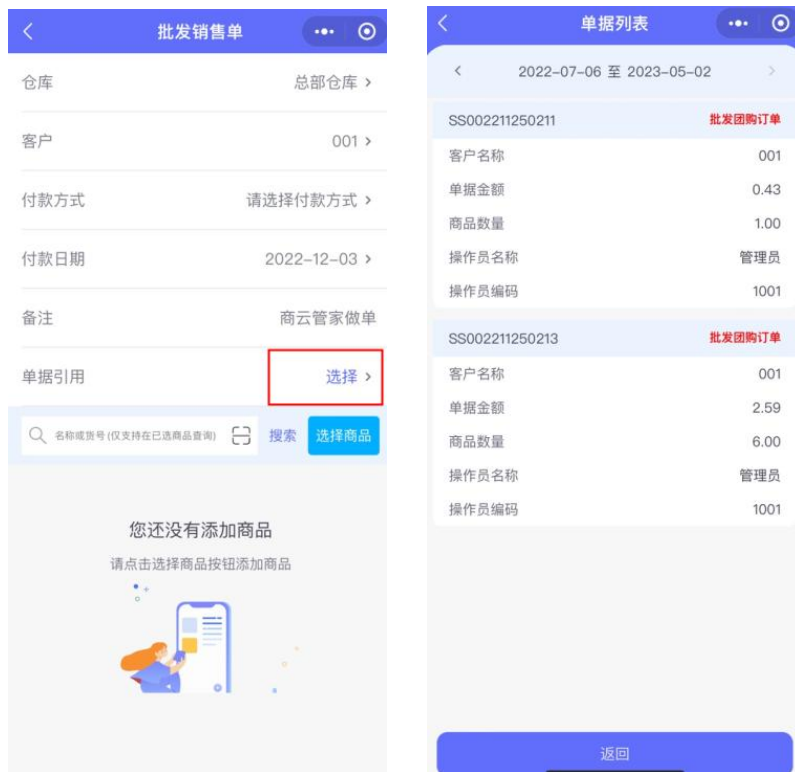 批发销售单
仓库 总部仓库
客户 001
付款方式 请选择付款方式
付款日期 2022-12-03
备注 商云管家做单
单据引用 选择
名称或货号(仅支持在已选商品查询) 搜索 选择商品
您还没有添加商品
请点击选择商品按钮添加商品
单据列表
2022-07-06 至 2023-05-02
SS002211250211 批发团购订单
客户名称 001
单据金额 0.43
商品数量 1.00
操作员名称 管理员
操作员编码 1001
SS002211250213 批发团购订单
客户名称 001
单据金额 2.59
商品数量 6.00
操作员名称 管理员
操作员编码 1001
返回